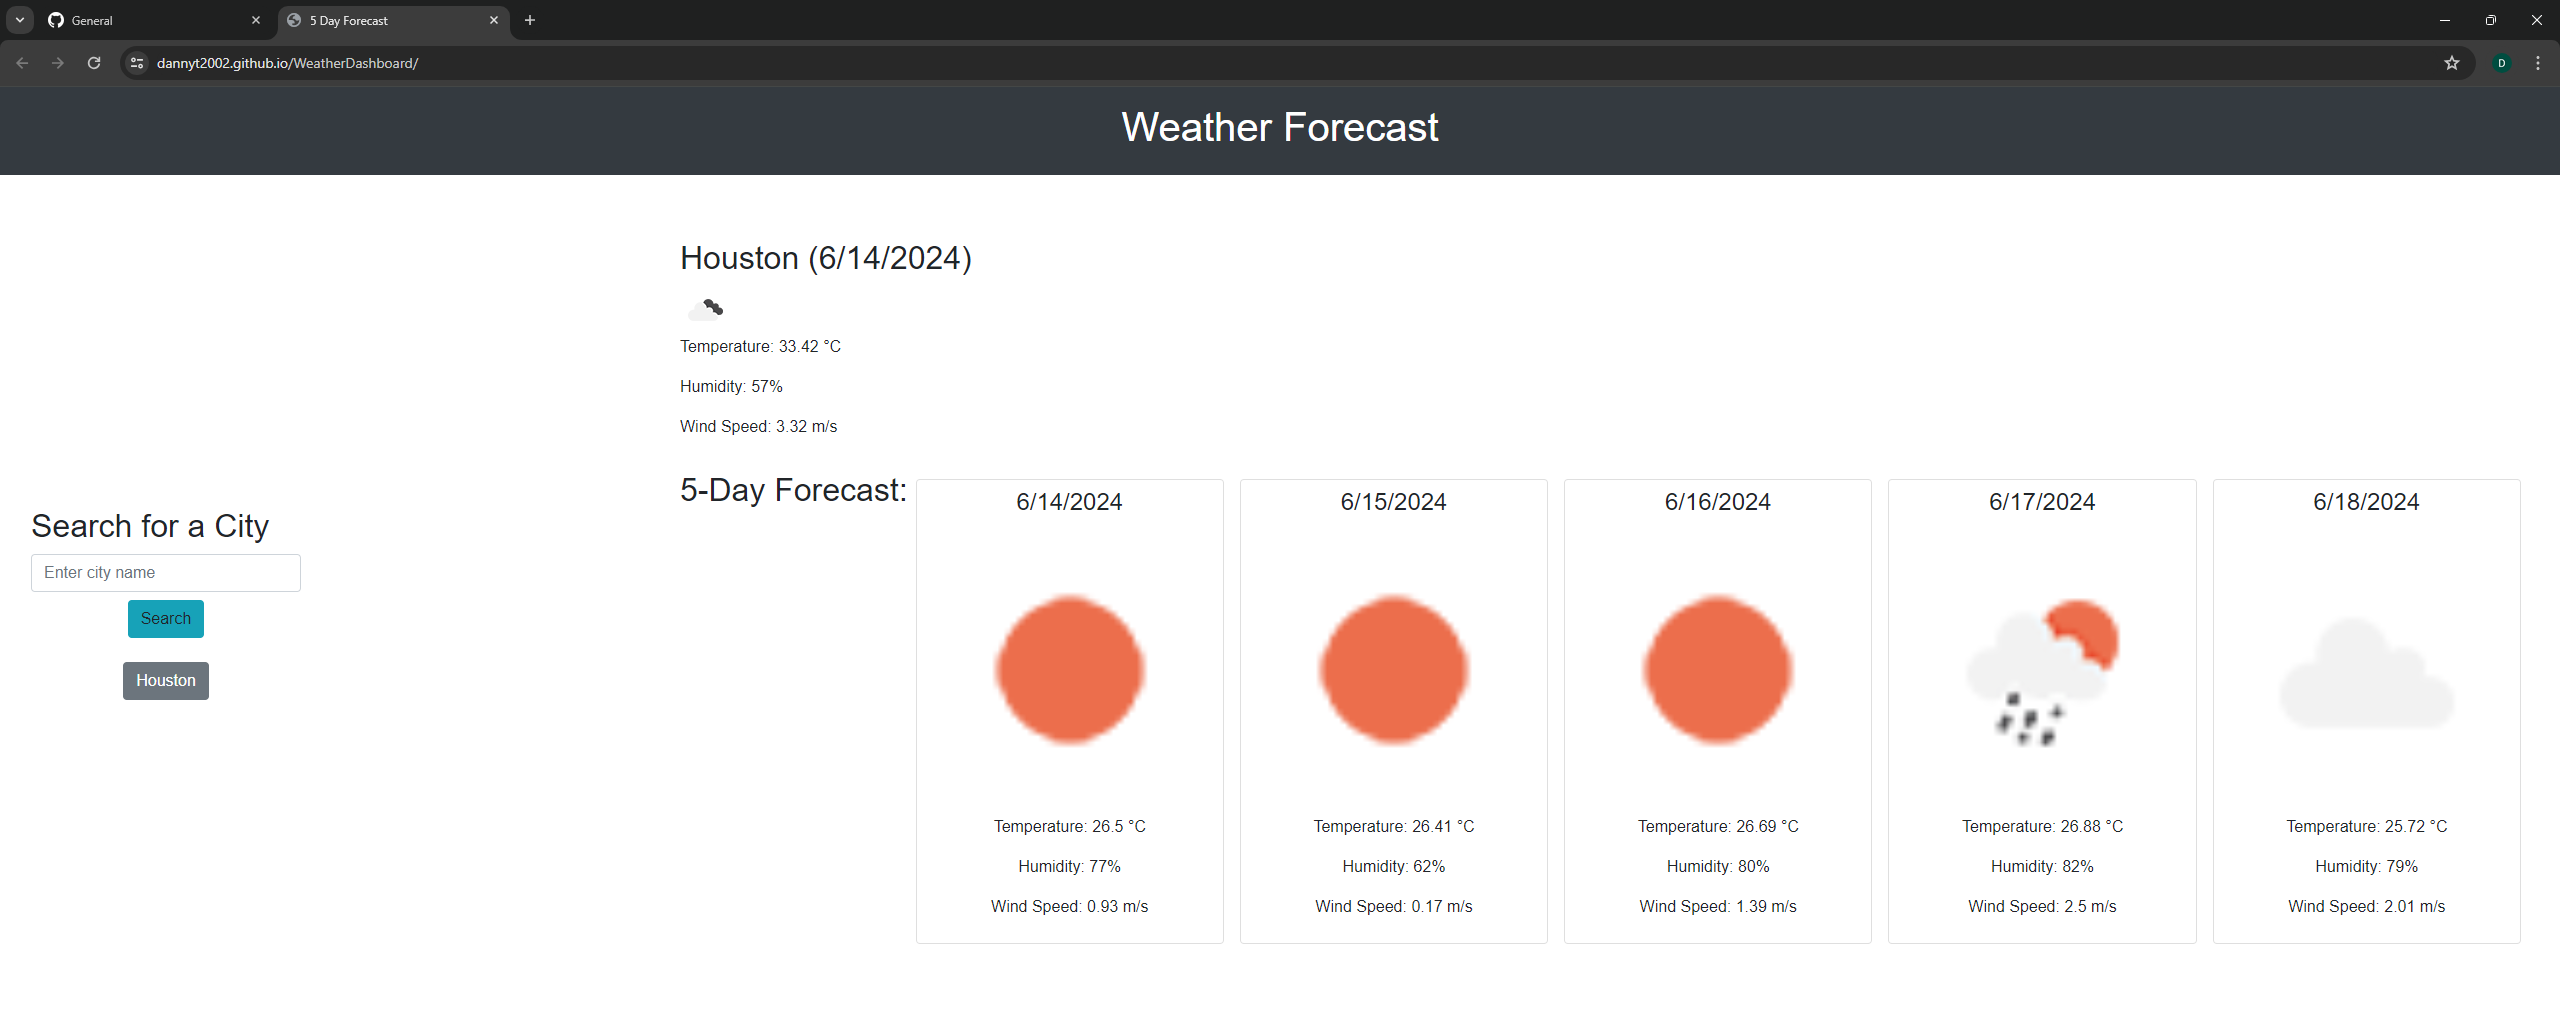 General
5 Day Forecast
dannyt2002.github.io/WeatherDashboard/
D
Weather Forecast
Search for a City
Enter city name
Search
Houston
Houston (6/14/2024)
Temperature: 33.42 °C
Humidity: 57%
Wind Speed: 3.32 m/s
5-Day Forecast:
6/14/2024
Temperature: 26.5 °C
Humidity: 77%
Wind Speed: 0.93 m/s
6/15/2024
Temperature: 26.41 °C
Humidity: 62%
Wind Speed: 0.17 m/s
6/16/2024
Temperature: 26.69 °C
Humidity: 80%
Wind Speed: 1.39 m/s
6/17/2024
Temperature: 26.88 °C
Humidity: 82%
Wind Speed: 2.5 m/s
6/18/2024
Temperature: 25.72 °C
Humidity: 79%
Wind Speed: 2.01 m/s